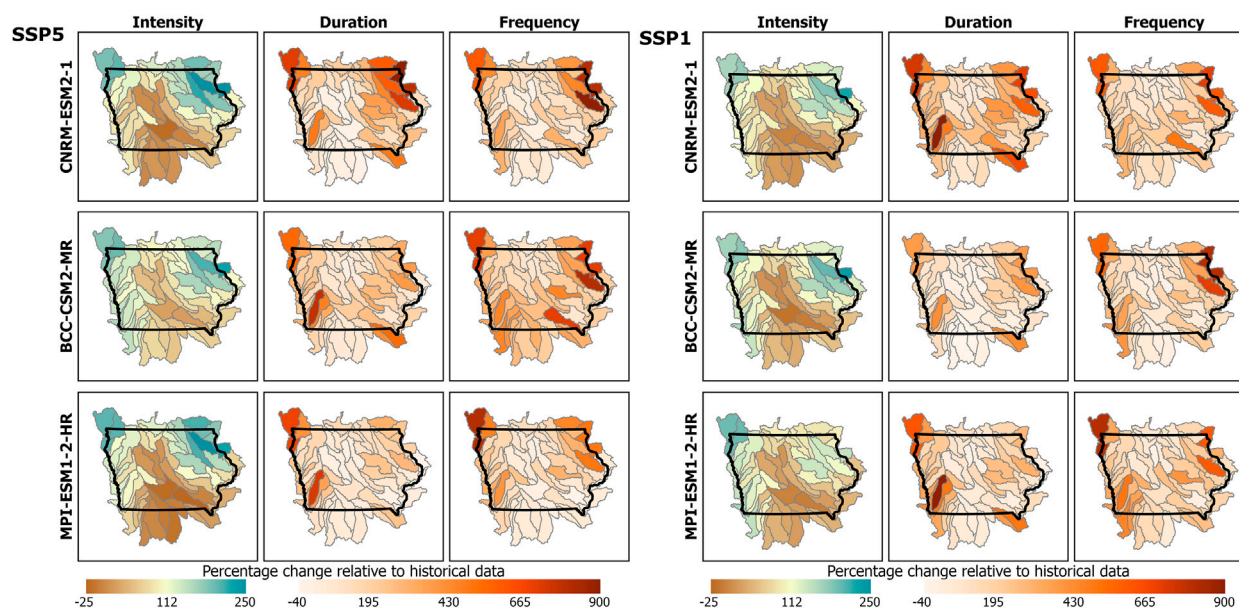 SSP5
Intensity Duration Frequency
CNRM-ESM2-1
BCC-CSM2-MR
MPI-ESM1-2-HR
Percentage change relative to historical data
-25 112 250 -40 195 430 665 900
SSP1
Intensity Duration Frequency
CNRM-ESM2-1
BCC-CSM2-MR
MPI-ESM1-2-HR
Percentage change relative to historical data
-25 112 250 -40 195 430 665 900